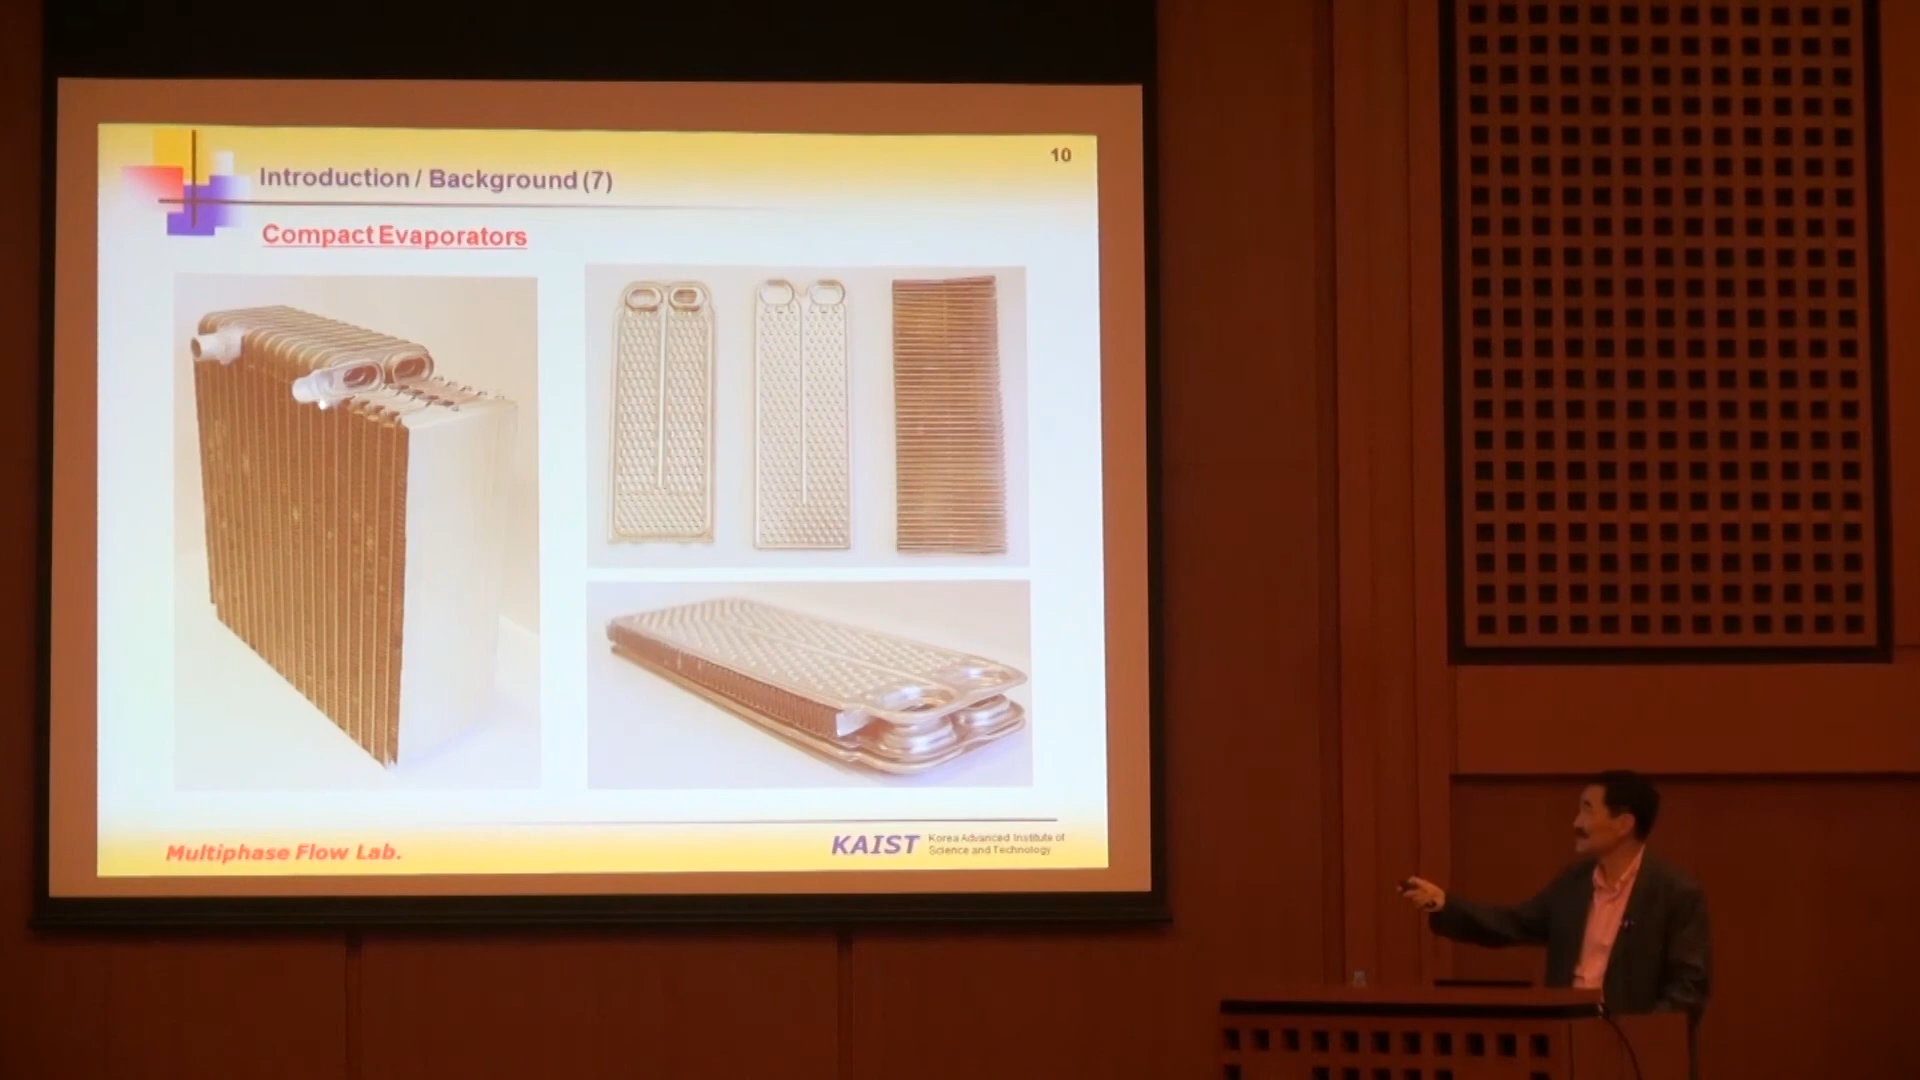 10
Introduction / Background (7)
Compact Evaporators
Multiphase Flow Lab.
KAIST
Korea Advanced Institute of
Science and Technology